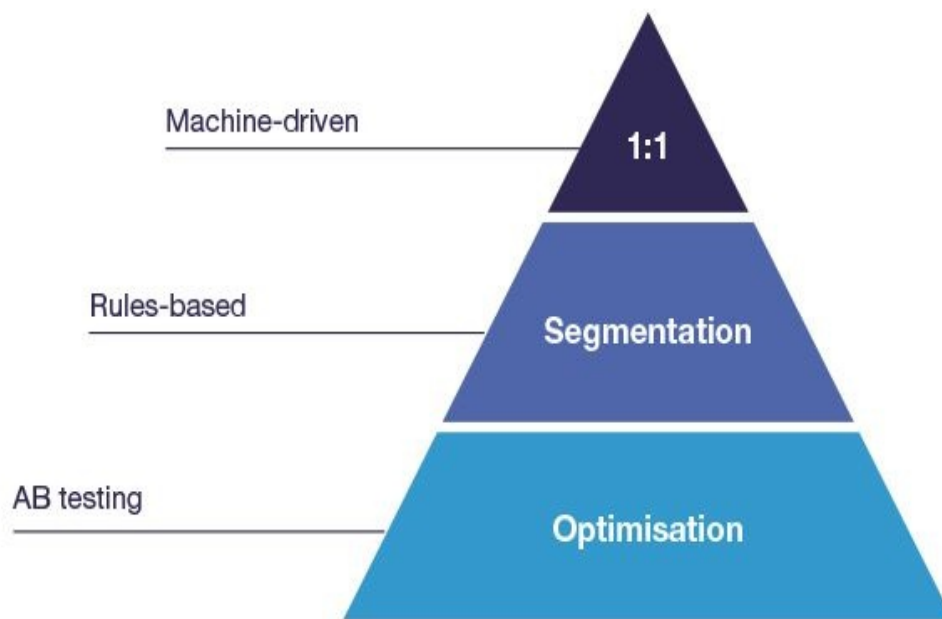 Machine-driven
1:1
Rules-based
Segmentation
AB testing
Optimisation